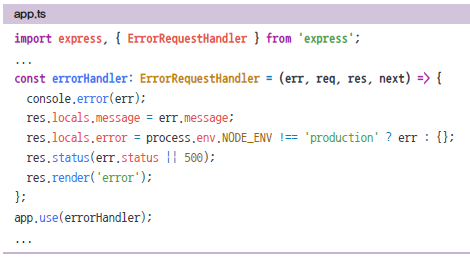 app.ts
import express, { ErrorRequestHandler } from 'express';
...
const errorHandler: ErrorRequestHandler = (err, req, res, next) => {
  console.error(err);
  res.locals.message = err.message;
  res.locals.error = process.env.NODE_ENV !== 'production' ? err : {};
  res.status(err.status || 500);
  res.render('error');
};
app.use(errorHandler);
...